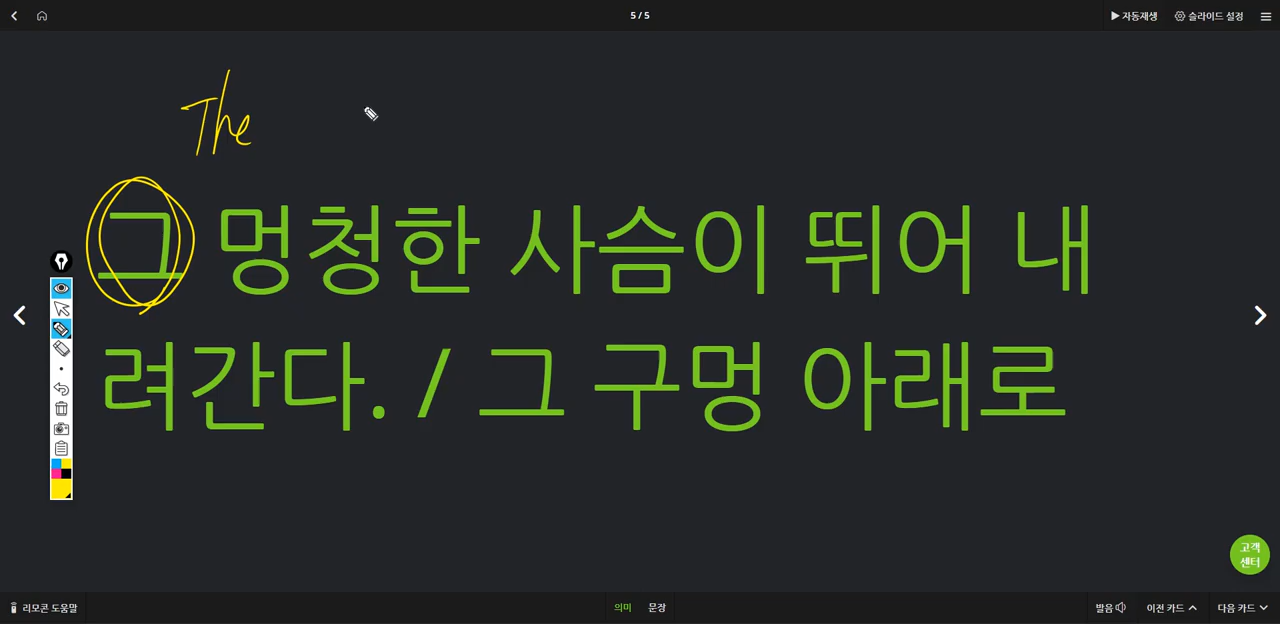 5 / 5
자동재생
슬라이드 설정
The
그 멍청한 사슴이 뛰어 내
려간다. / 그 구멍 아래로
고객
센터
리모콘 도움말
의미
문장
발음
이전 카드
다음 카드